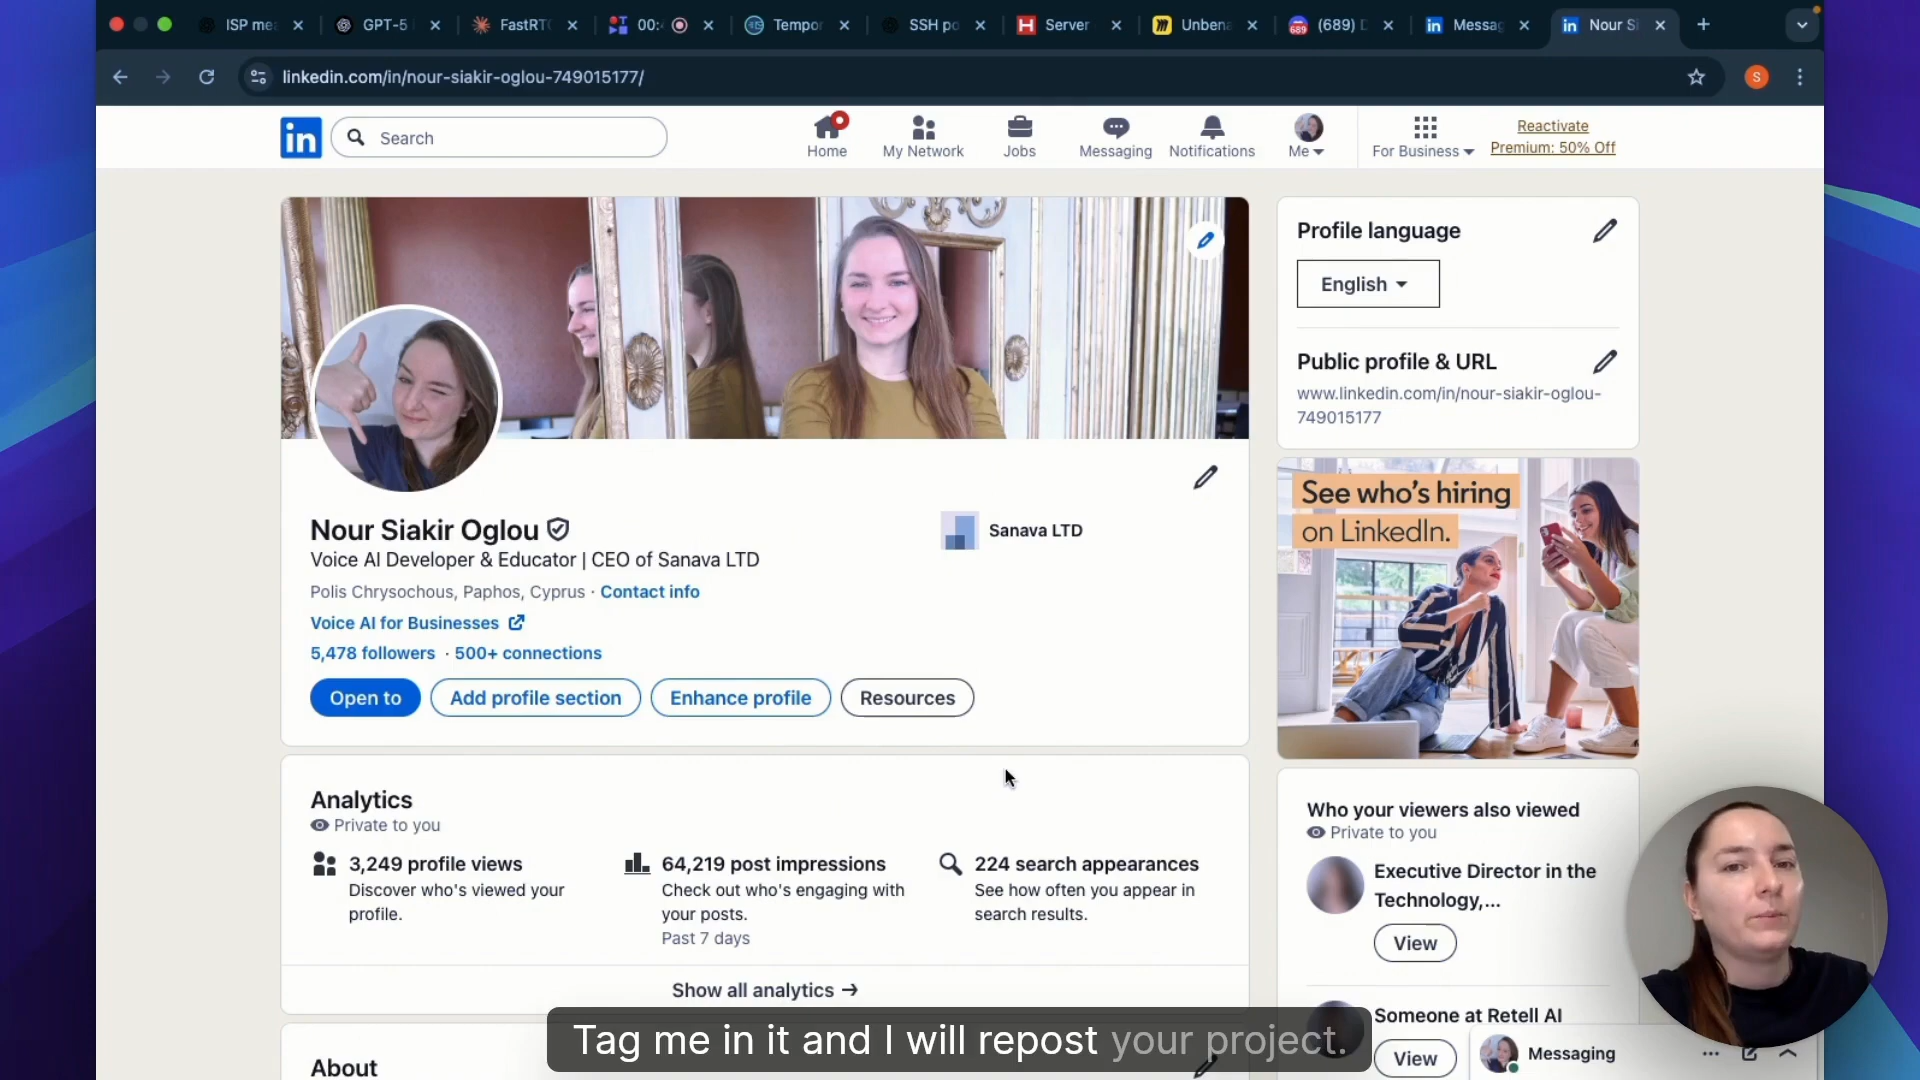 ISP mea
GPT-5
FastRTC
00:
Tempor
SSH po
Server
Unbena
(689)
Messag
Nour Si
linkedin.com/in/nour-siakir-oglou-749015177/
S
in
Search
Home
My Network
Jobs
Messaging
Notifications
Me
For Business
Reactivate
Premium: 50% Off
Nour Siakir Oglou
Voice AI Developer & Educator | CEO of Sanava LTD
Polis Chrysochous, Paphos, Cyprus · Contact info
Voice AI for Businesses
5,478 followers · 500+ connections
Sanava LTD
Open to
Add profile section
Enhance profile
Resources
Analytics
Private to you
3,249 profile views
Discover who's viewed your
profile.
64,219 post impressions
Check out who's engaging with
your posts.
Past 7 days
224 search appearances
See how often you appear in
search results.
Show all analytics →
About
Profile language
English
Public profile & URL
www.linkedin.com/in/nour-siakir-oglou-
749015177
See who's hiring
on LinkedIn.
Who your viewers also viewed
Private to you
Executive Director in the
Technology,...
View
Someone at Retell AI
View
Messaging
Tag me in it and I will repost your project.